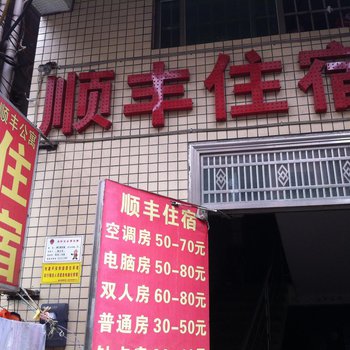 顺丰住宿
顺丰公寓
住宿
顺丰住宿
空调房 50-70元
电脑房 50-80元
双人房 60-80元
普通房 30-50元